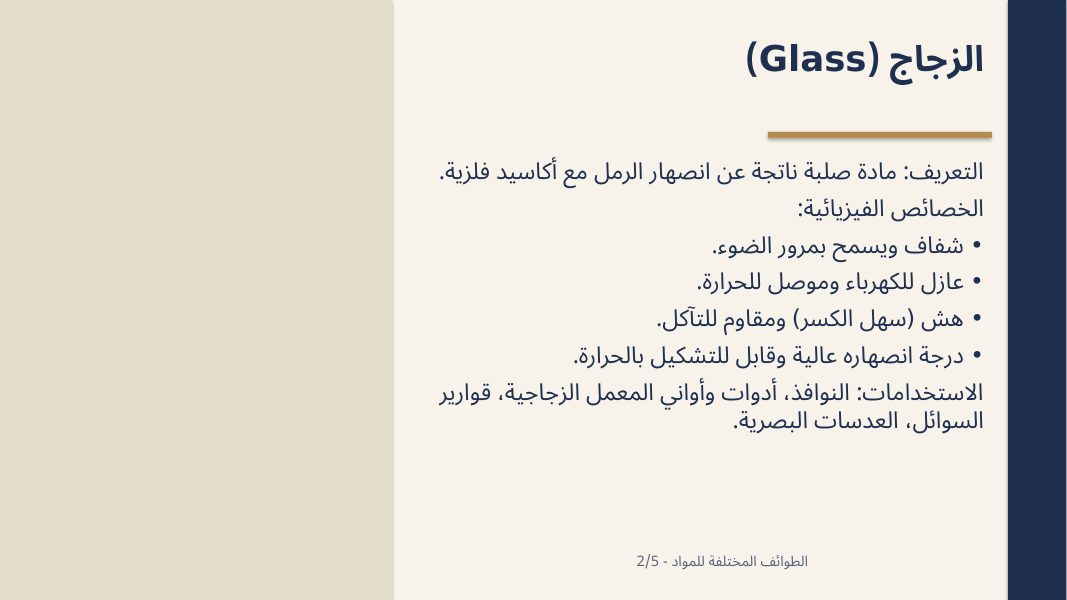 الزجاج (Glass)
التعريف: مادة صلبة ناتجة عن انصهار الرمل مع أكاسيد فلزية.
الخصائص الفيزيائية:
• شفاف ويسمح بمرور الضوء.
• عازل للكهرباء وموصل للحرارة.
• هش (سهل الكسر) ومقاوم للتآكل.
• درجة انصهاره عالية وقابل للتشكيل بالحرارة.
الاستخدامات: النوافذ، أدوات وأواني المعمل الزجاجية، قوارير
السوائل، العدسات البصرية.
الطوائف المختلفة للمواد - 2/5